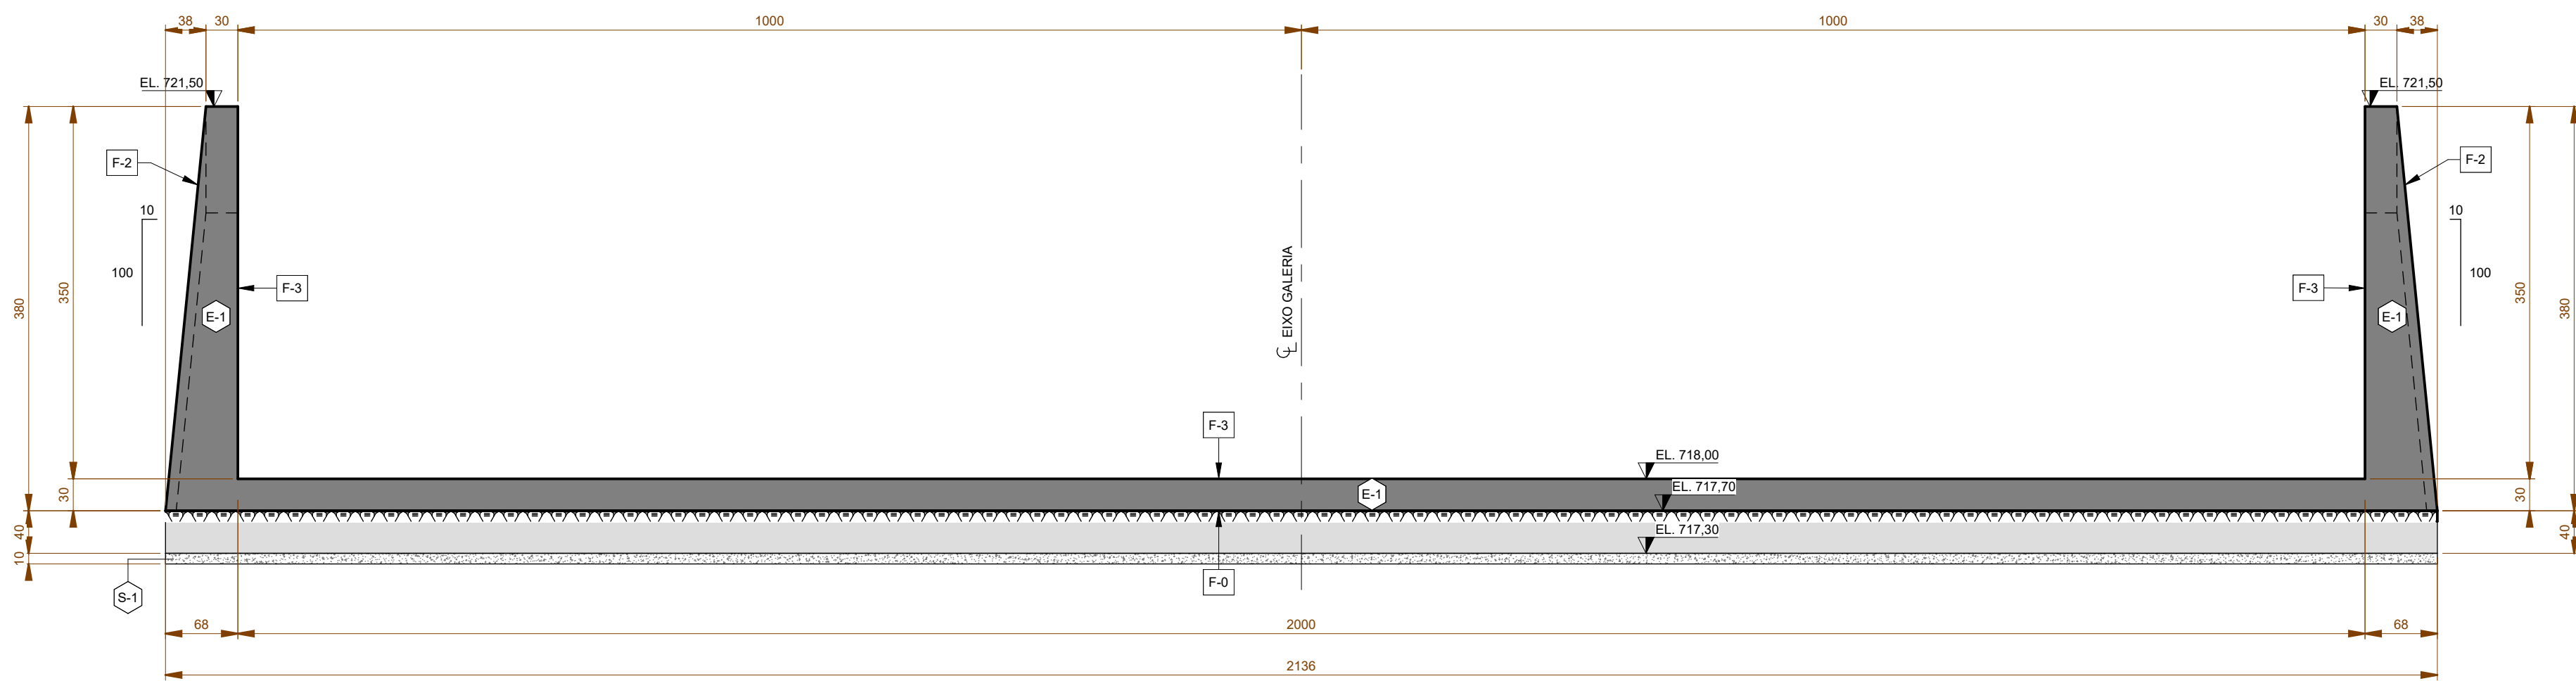 38 30 1000 1000 30 38
EL. 721,50 EL. 721,50
F-2 F-2
10 10
100 100
F-3 F-3
380 350 350 380
E-1 E-1
EIXO GALERIA
F-3
EL. 718,00
30 E-1 EL. 717,70 30
40 EL. 717,30 40
10
S-1 F-0
68 2000 68
2136